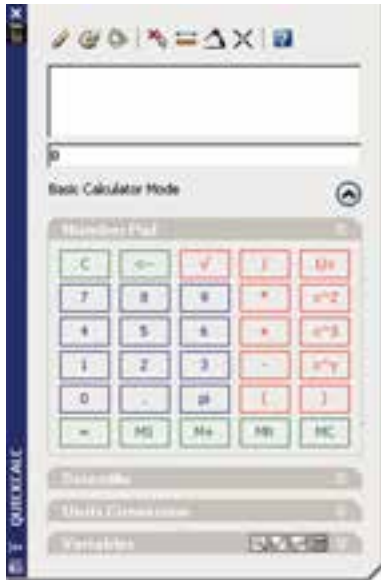 0
Basic Calculator Mode
Number Pad
C <-- √ / 1/x
7 8 9 * x^2
4 5 6 + x^3
1 2 3 - x^y
0 . pi ( )
= MS M+ MR MC
Scientific
Units Conversion
Variables
QUICKCALC